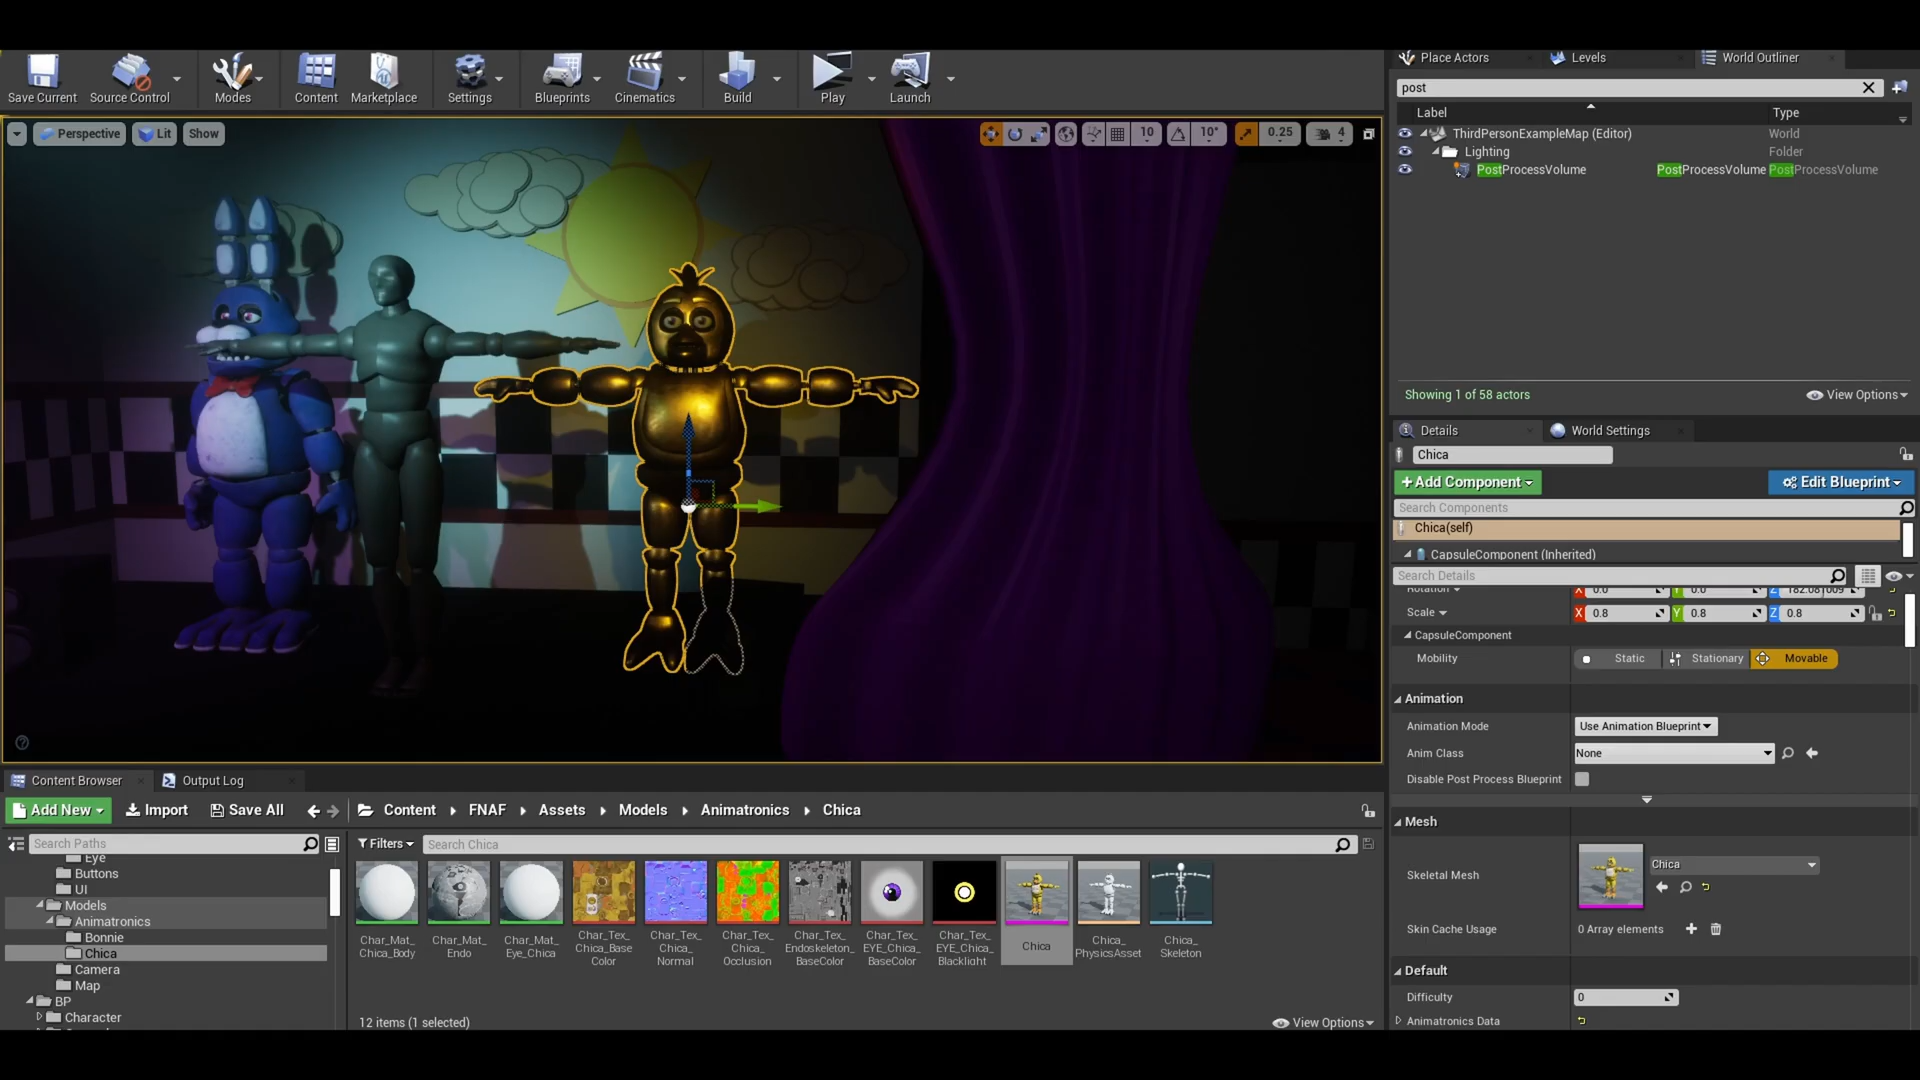 Save Current
Source Control
Modes
Content
Marketplace
Settings
Blueprints
Cinematics
Build
Play
Launch
Perspective
Lit
Show
10
10°
0.25
4
Place Actors
Levels
World Outliner
post
Label
Type
ThirdPersonExampleMap (Editor)
World
Lighting
Folder
PostProcessVolume
PostProcessVolume
PostProcessVolume
Showing 1 of 58 actors
View Options
Details
World Settings
Chica
+Add Component
Edit Blueprint
Search Components
Chica(self)
CapsuleComponent (Inherited)
Search Details
Rotation
X 0.0
Y 0.0
Z 182.081009
Scale
X 0.8
Y 0.8
Z 0.8
CapsuleComponent
Mobility
Static
Stationary
Movable
Animation
Animation Mode
Use Animation Blueprint
Anim Class
None
Disable Post Process Blueprint
Mesh
Skeletal Mesh
Chica
Skin Cache Usage
0 Array elements
Default
Difficulty
0
Animatronics Data
Content Browser
Output Log
Add New
Import
Save All
Content
FNAF
Assets
Models
Animatronics
Chica
Search Paths
Eye
Buttons
UI
Models
Animatronics
Bonnie
Chica
Camera
Map
BP
Character
Filters
Search Chica
Char_Mat_
Chica_Body
Char_Mat_
Endo
Char_Mat_
Eye_Chica
Char_Tex_
Chica_Base
Color
Char_Tex_
Chica_
Normal
Char_Tex_
Chica_
Occlusion
Char_Tex_
Endoskeleton_
BaseColor
Char_Tex_
EYE_Chica_
BaseColor
Char_Tex_
EYE_Chica_
Blacklight
Chica
Chica_
PhysicsAsset
Chica_
Skeleton
12 items (1 selected)
View Options